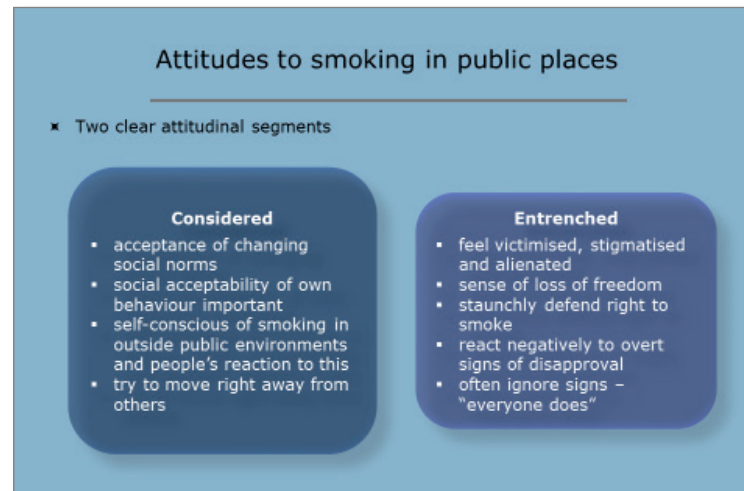 Attitudes to smoking in public places
Two clear attitudinal segments
Considered
▪ acceptance of changing
social norms
▪ social acceptability of own
behaviour important
▪ self-conscious of smoking in
outside public environments
and people's reaction to this
▪ try to move right away from
others
Entrenched
▪ feel victimised, stigmatised
and alienated
▪ sense of loss of freedom
▪ staunchly defend right to
smoke
▪ react negatively to overt
signs of disapproval
▪ often ignore signs –
"everyone does"